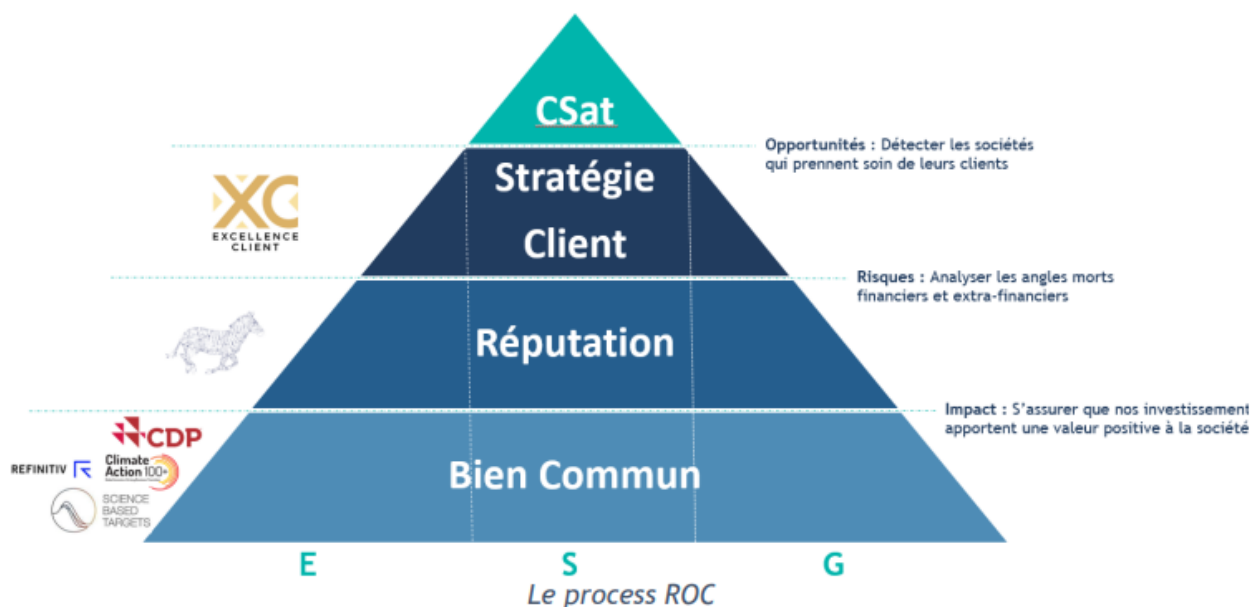 CSat
Opportunités : Détecter les sociétés
qui prennent soin de leurs clients
Stratégie
Client
XC
EXCELLENCE
CLIENT
Risques : Analyser les angles morts
financiers et extra-financiers
Réputation
Impact : S'assurer que nos investissement
apportent une valeur positive à la société
CDP
REFINITIV
Climate
Action 100+
SCIENCE
BASED
TARGETS
Bien Commun
E S G
Le process ROC